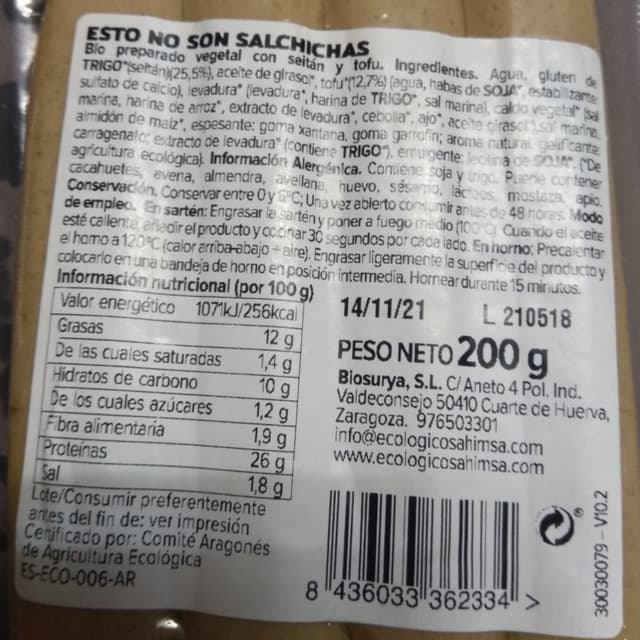 ESTO NO SON SALCHICHAS
Bio preparado vegetal con seitán y tofu. Ingredientes. Agua, gluten de
TRIGO*(seitán)(25,5%), aceite de girasol*, tofu*(12,7%) (agua, habas de SOJA*, estabilizante:
sulfato de calcio), levadura* (levadura*, harina de TRIGO*, sal marina), caldo vegetal* (sal
marina, harina de arroz*, extracto de levadura*, cebolla*, ajo*, aceite girasol*), sal marina,
almidón de maíz*, espesante: goma xantana, goma garrofín; aroma natural, gelificante:
carragenato; extracto de levadura* (contiene TRIGO*), emulgente: lecitina de SOJA*. (*De
agricultura ecológica). Información Alergénica. Contiene soja y trigo. Puede contener
cacahuetes, avena, almendra, avellana, huevo, sésamo, lácteos, mostaza, apio.
Conservación. Conservar entre 0 y 5ºC; Una vez abierto consumir antes de 48 horas. Modo
de empleo. En sartén: Engrasar la sartén y poner a fuego medio (100ºC). Cuando el aceite
esté caliente, añadir el producto y cocinar 30 segundos por cada lado. En horno: Precalentar
el horno a 120ºC (calor arriba-abajo + aire). Engrasar ligeramente la superficie del producto y
colocarlo en una bandeja de horno en posición intermedia. Hornear durante 15 minutos.
Información nutricional (por 100 g)
Valor energético 1071kJ/256kcal
Grasas 12 g
De las cuales saturadas 1,4 g
Hidratos de carbono 10 g
De los cuales azúcares 1,2 g
Fibra alimentaria 1,9 g
Proteínas 26 g
Sal 1,8 g
Lote/Consumir preferentemente
antes del fin de: ver impresión
Certificado por: Comité Aragonés
de Agricultura Ecológica
ES-ECO-006-AR
14/11/21 L 210518
PESO NETO 200 g
Biosurya, S.L. C/ Aneto 4 Pol. Ind.
Valdeconsejo 50410 Cuarte de Huerva,
Zaragoza. 976503301
info@ecologicosahimsa.com
www.ecologicosahimsa.com
8 436033 362334 >
30030079 - V10.2